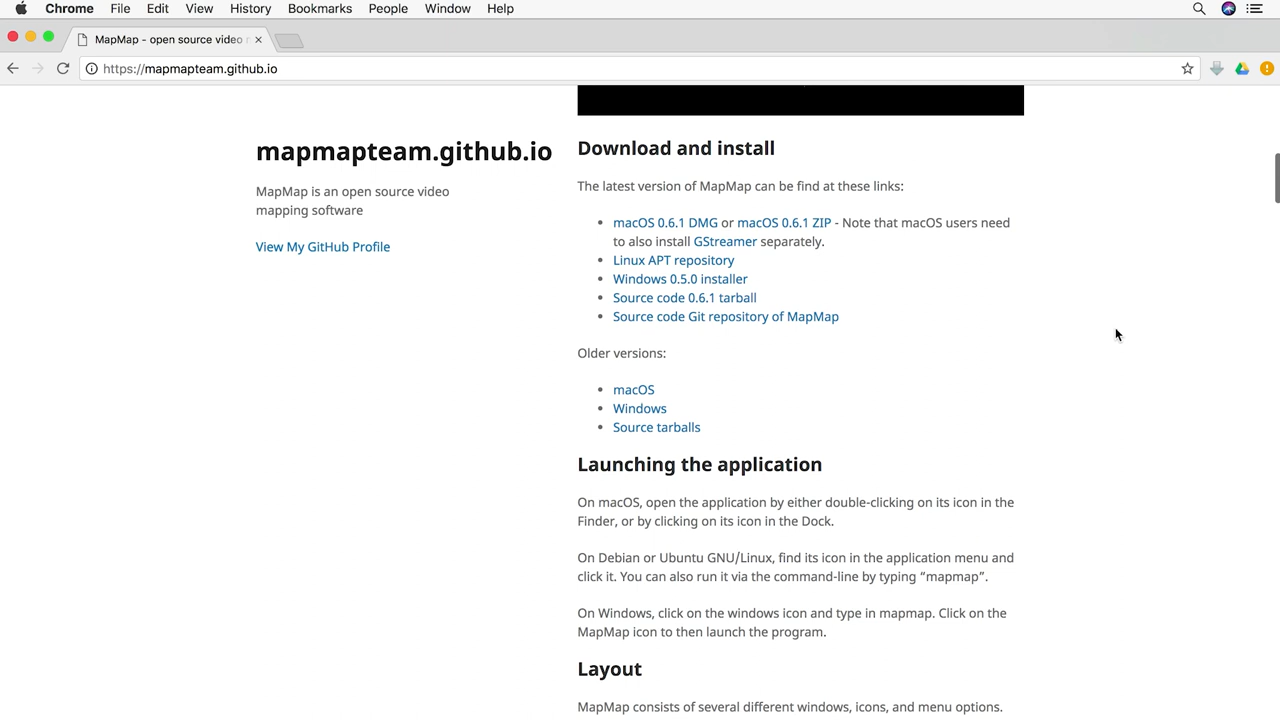 Chrome File Edit View History Bookmarks People Window Help
MapMap - open source video
https://mapmapteam.github.io
mapmapteam.github.io
MapMap is an open source video
mapping software
View My GitHub Profile
Download and install
The latest version of MapMap can be find at these links:
macOS 0.6.1 DMG or macOS 0.6.1 ZIP - Note that macOS users need
to also install GStreamer separately.
Linux APT repository
Windows 0.5.0 installer
Source code 0.6.1 tarball
Source code Git repository of MapMap
Older versions:
macOS
Windows
Source tarballs
Launching the application
On macOS, open the application by either double-clicking on its icon in the
Finder, or by clicking on its icon in the Dock.
On Debian or Ubuntu GNU/Linux, find its icon in the application menu and
click it. You can also run it via the command-line by typing “mapmap”.
On Windows, click on the windows icon and type in mapmap. Click on the
MapMap icon to then launch the program.
Layout
MapMap consists of several different windows, icons, and menu options.